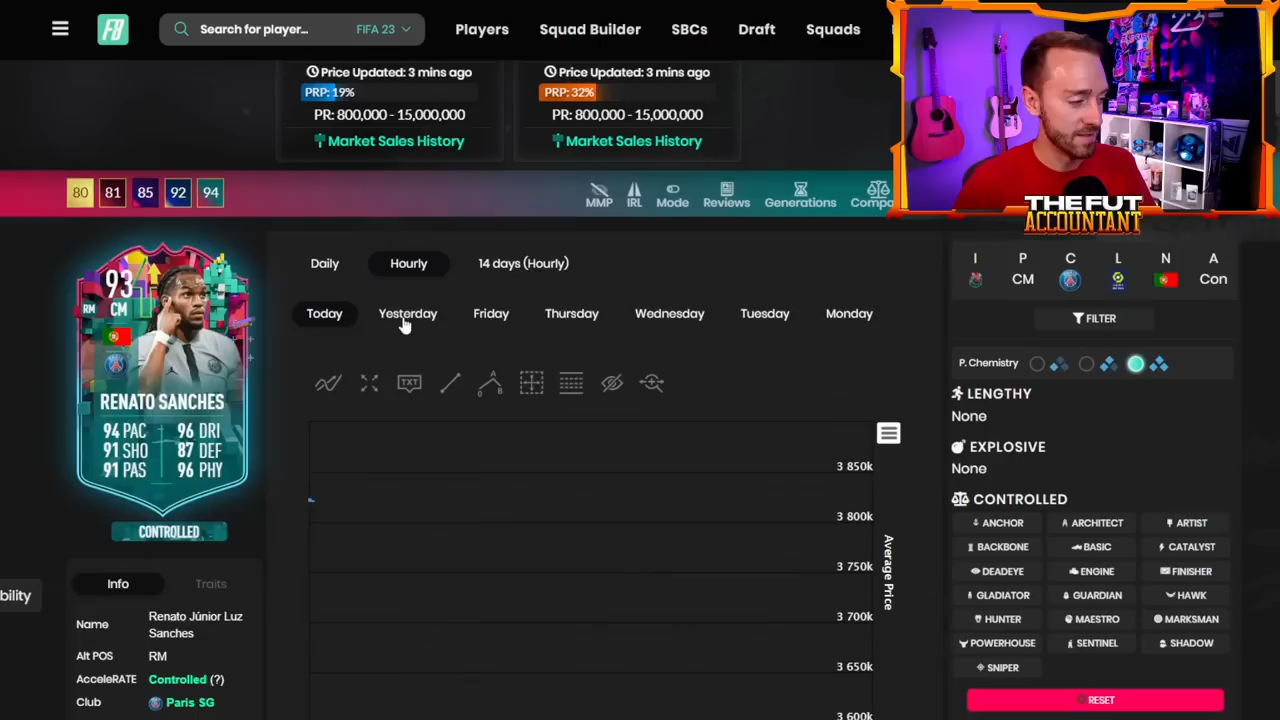 Search for player... FIFA 23 Players Squad Builder SBCs Draft Squads
Price Updated: 3 mins ago
PRP: 19%
PR: 800,000 - 15,000,000
Market Sales History
Price Updated: 3 mins ago
PRP: 32%
PR: 800,000 - 15,000,000
Market Sales History
THE FUT
ACCOUNTANT
80 81 85 92 94
MMP IRL Mode Reviews Generations Compa
93
CM
RM
RENATO SANCHES
94 PAC 96 DRI
91 SHO 87 DEF
91 PAS 96 PHY
CONTROLLED
bility
Info Traits
Name Renato Júnior Luz
Sanches
Alt POS RM
AcceleRATE Controlled (?)
Club Paris SG
Daily Hourly 14 days (Hourly)
Today Yesterday Friday Thursday Wednesday Tuesday Monday
TXT
A
0 B
3 850k
3 800k
3 750k
3 700k
3 650k
3 600k
Average Price
I P C L N A
CM Con
FILTER
P. Chemistry
LENGTHY
None
EXPLOSIVE
None
CONTROLLED
ANCHOR ARCHITECT ARTIST
BACKBONE BASIC CATALYST
DEADEYE ENGINE FINISHER
GLADIATOR GUARDIAN HAWK
HUNTER MAESTRO MARKSMAN
POWERHOUSE SENTINEL SHADOW
SNIPER
RESET